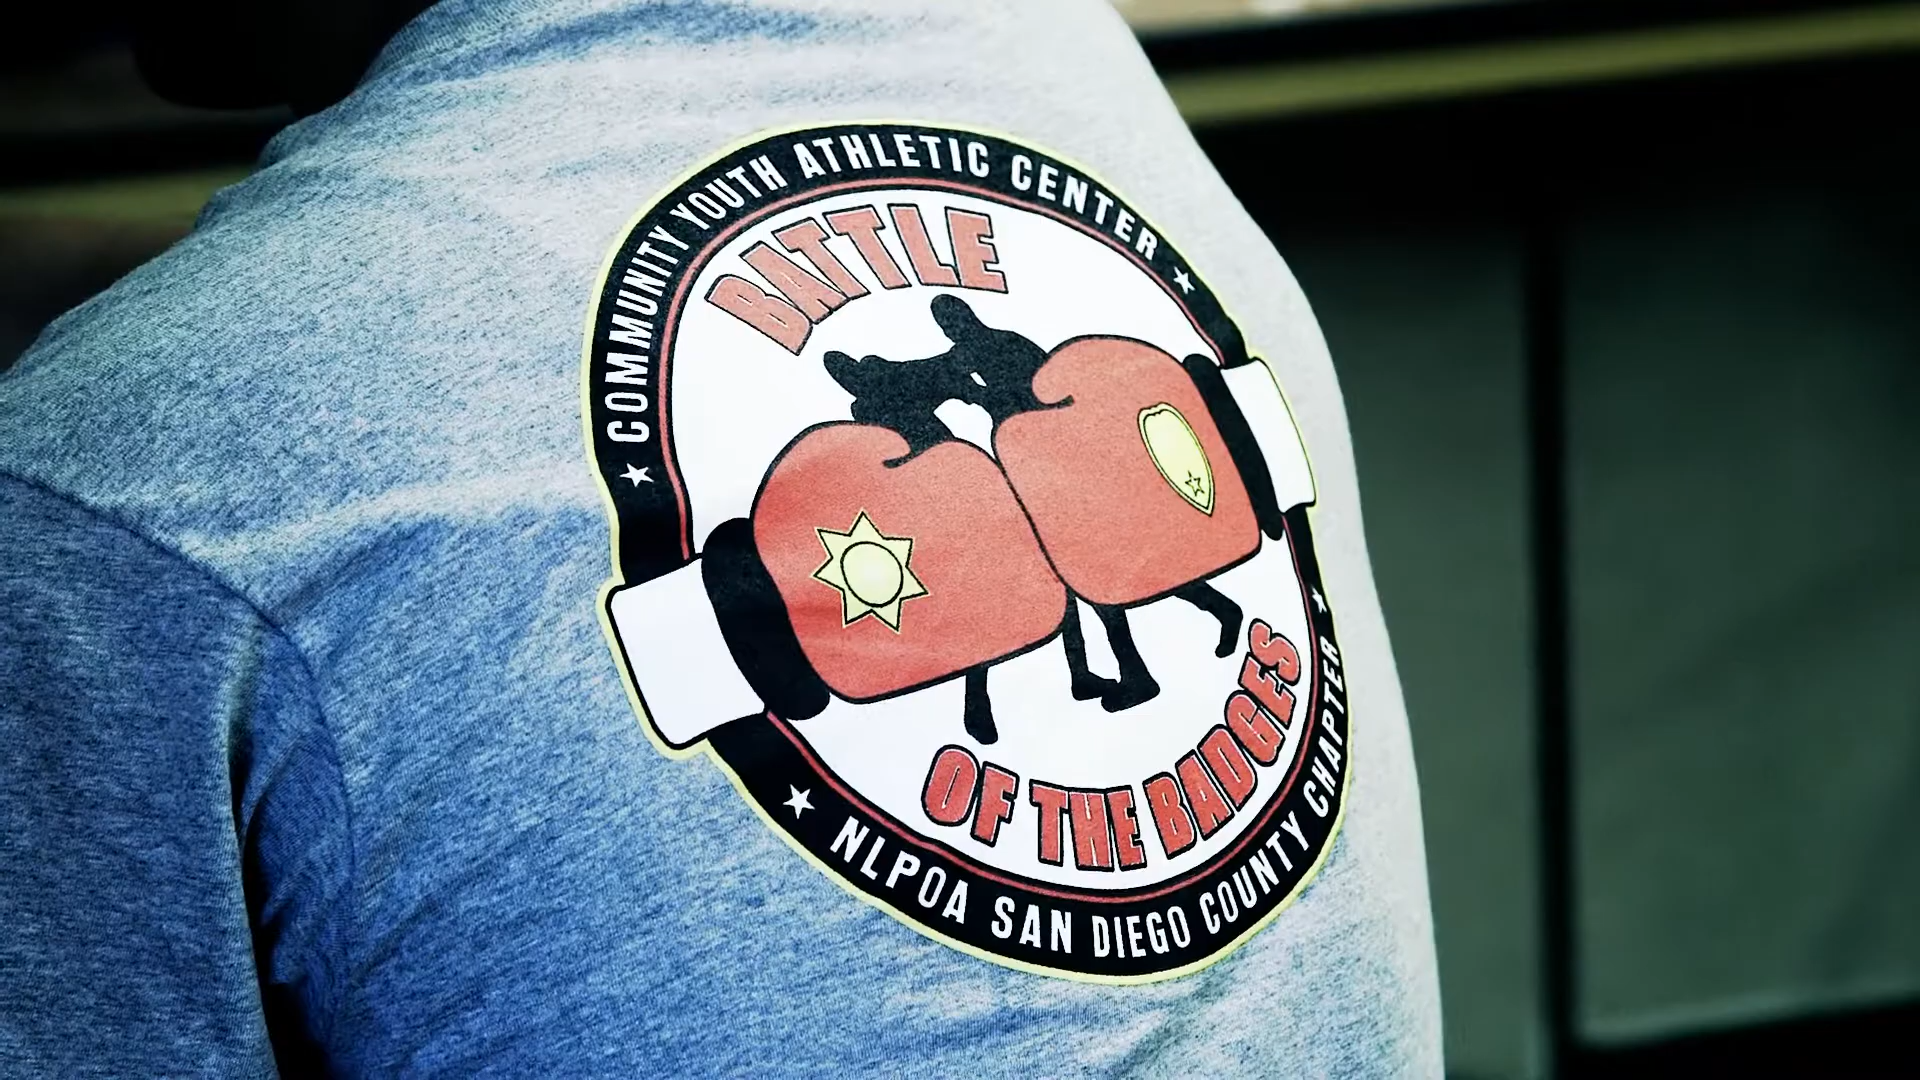 COMMUNITY YOUTH ATHLETIC CENTER
BATTLE
OF THE BADGES
NLPOA SAN DIEGO COUNTY CHAPTER